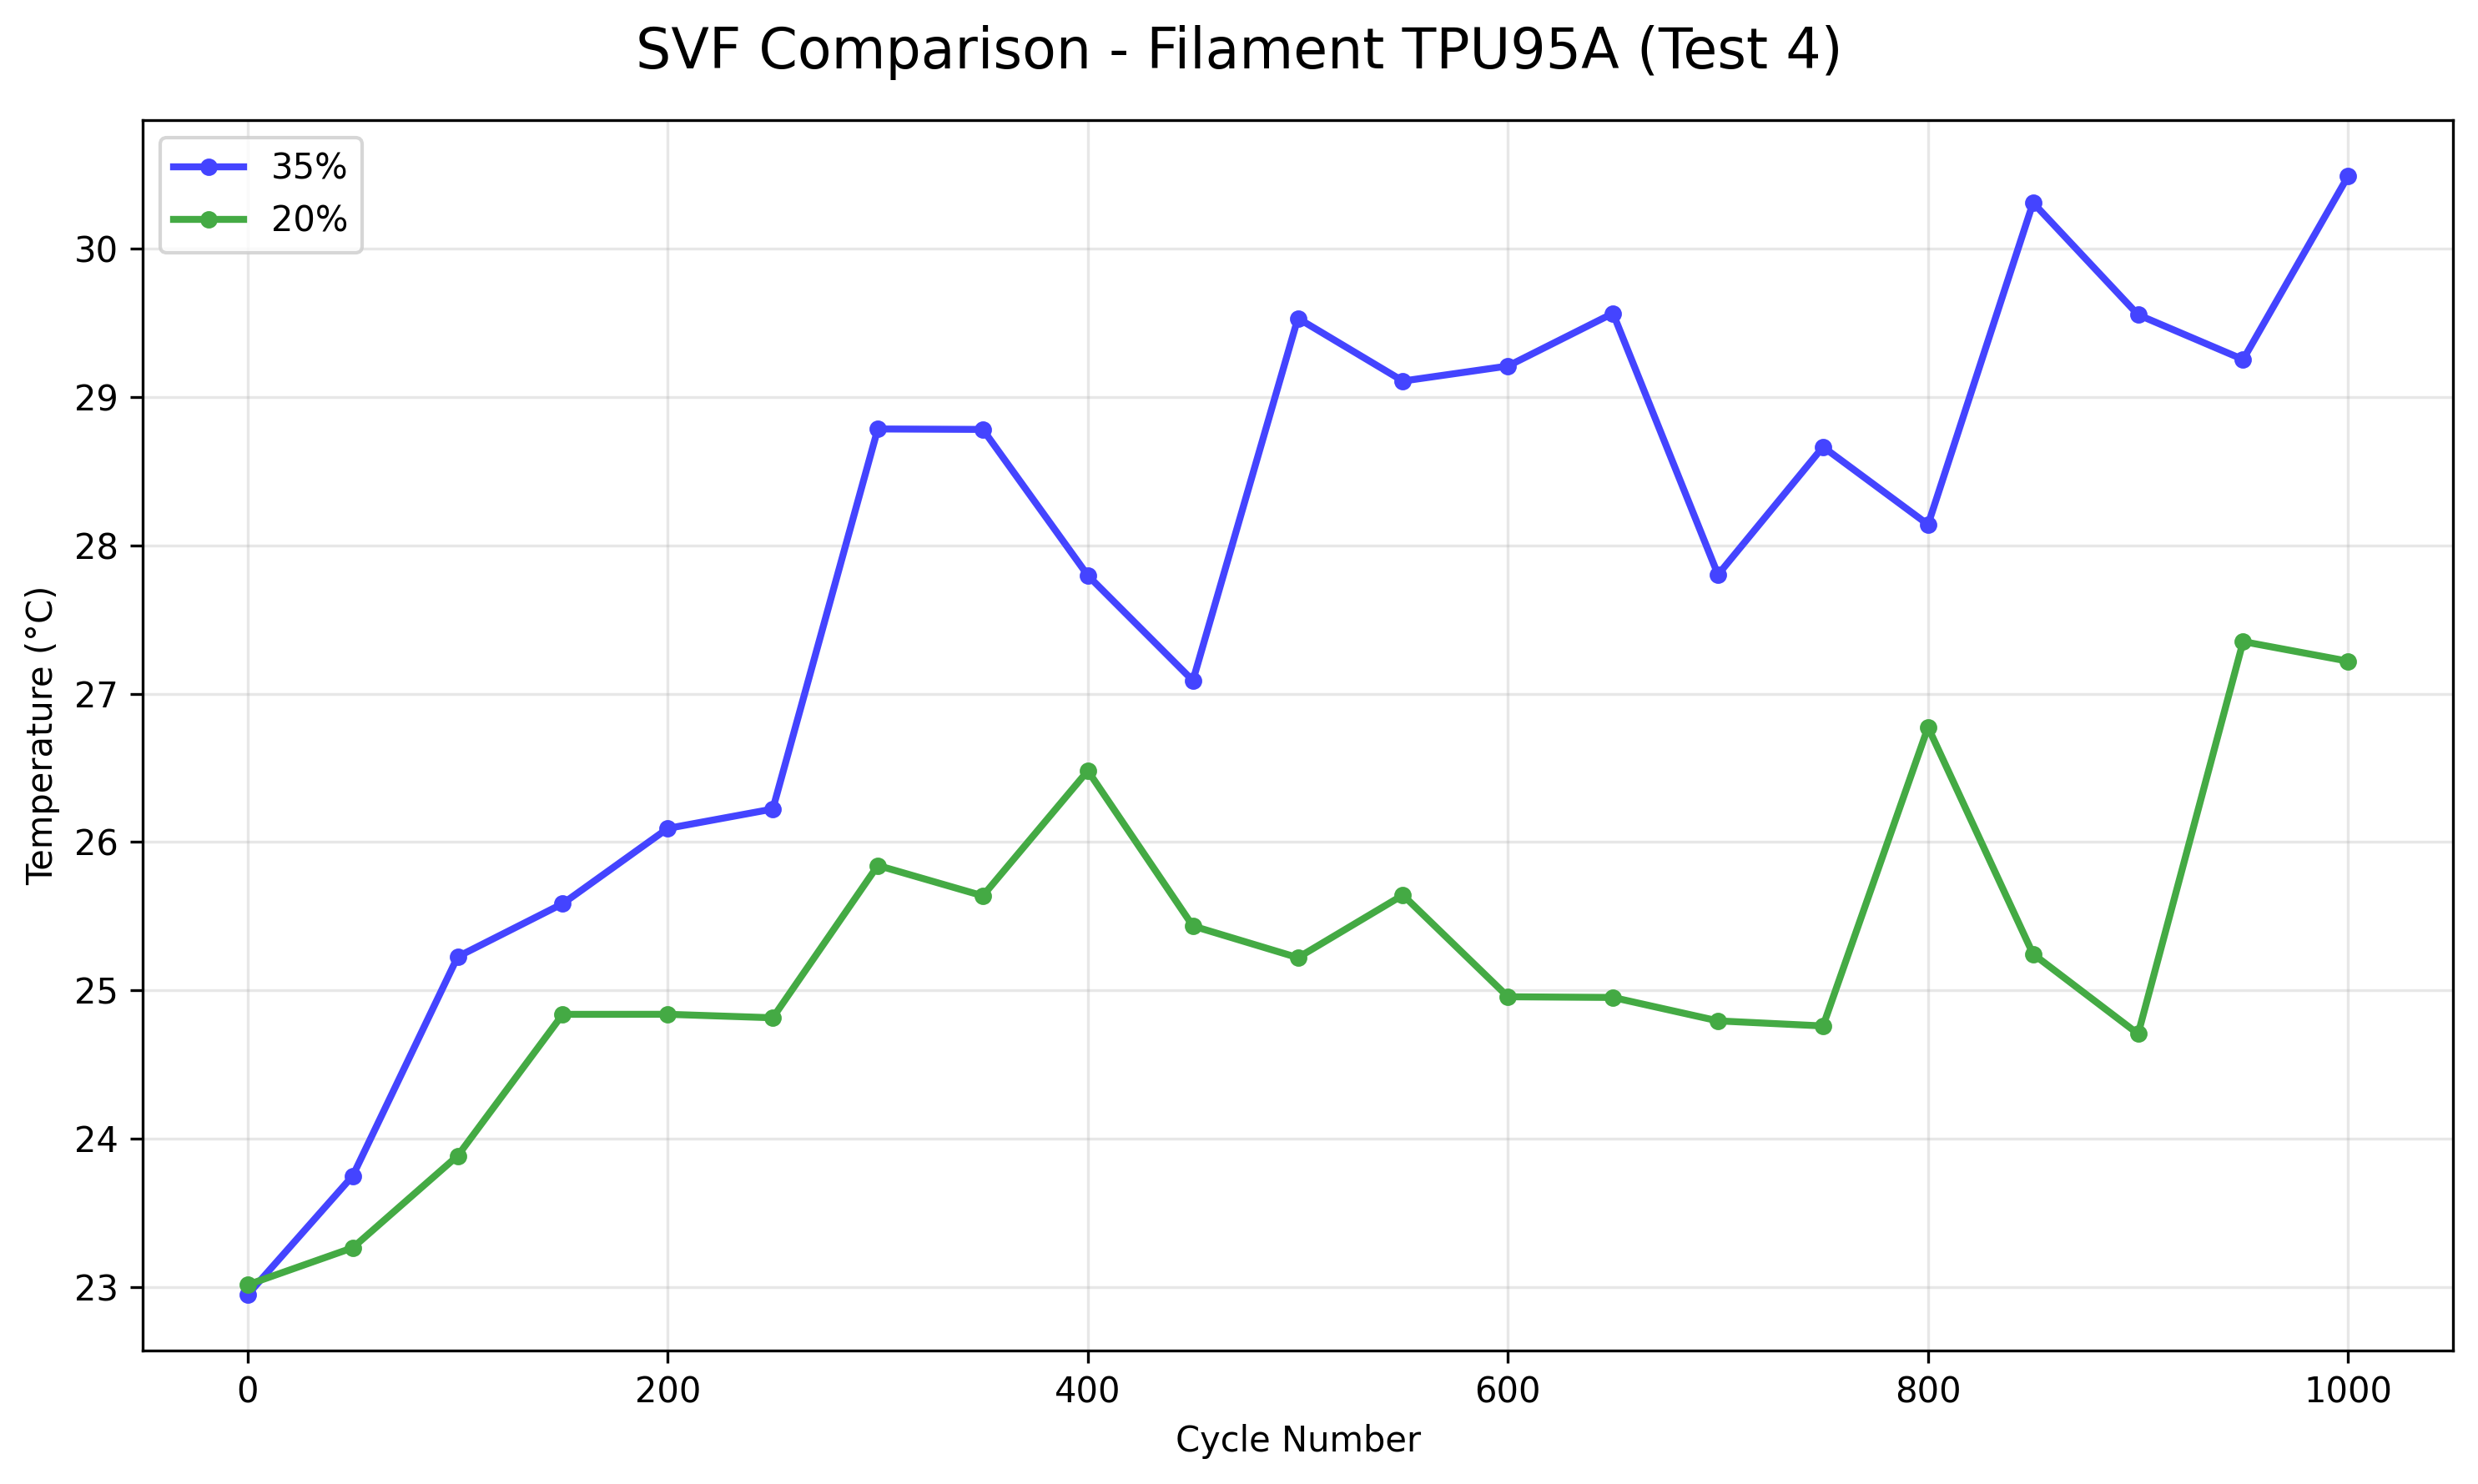 SVF Comparison - Filament TPU95A (Test 4)
35%
20%
30
29
28
27
26
25
24
23
Temperature (°C)
0 200 400 600 800 1000
Cycle Number